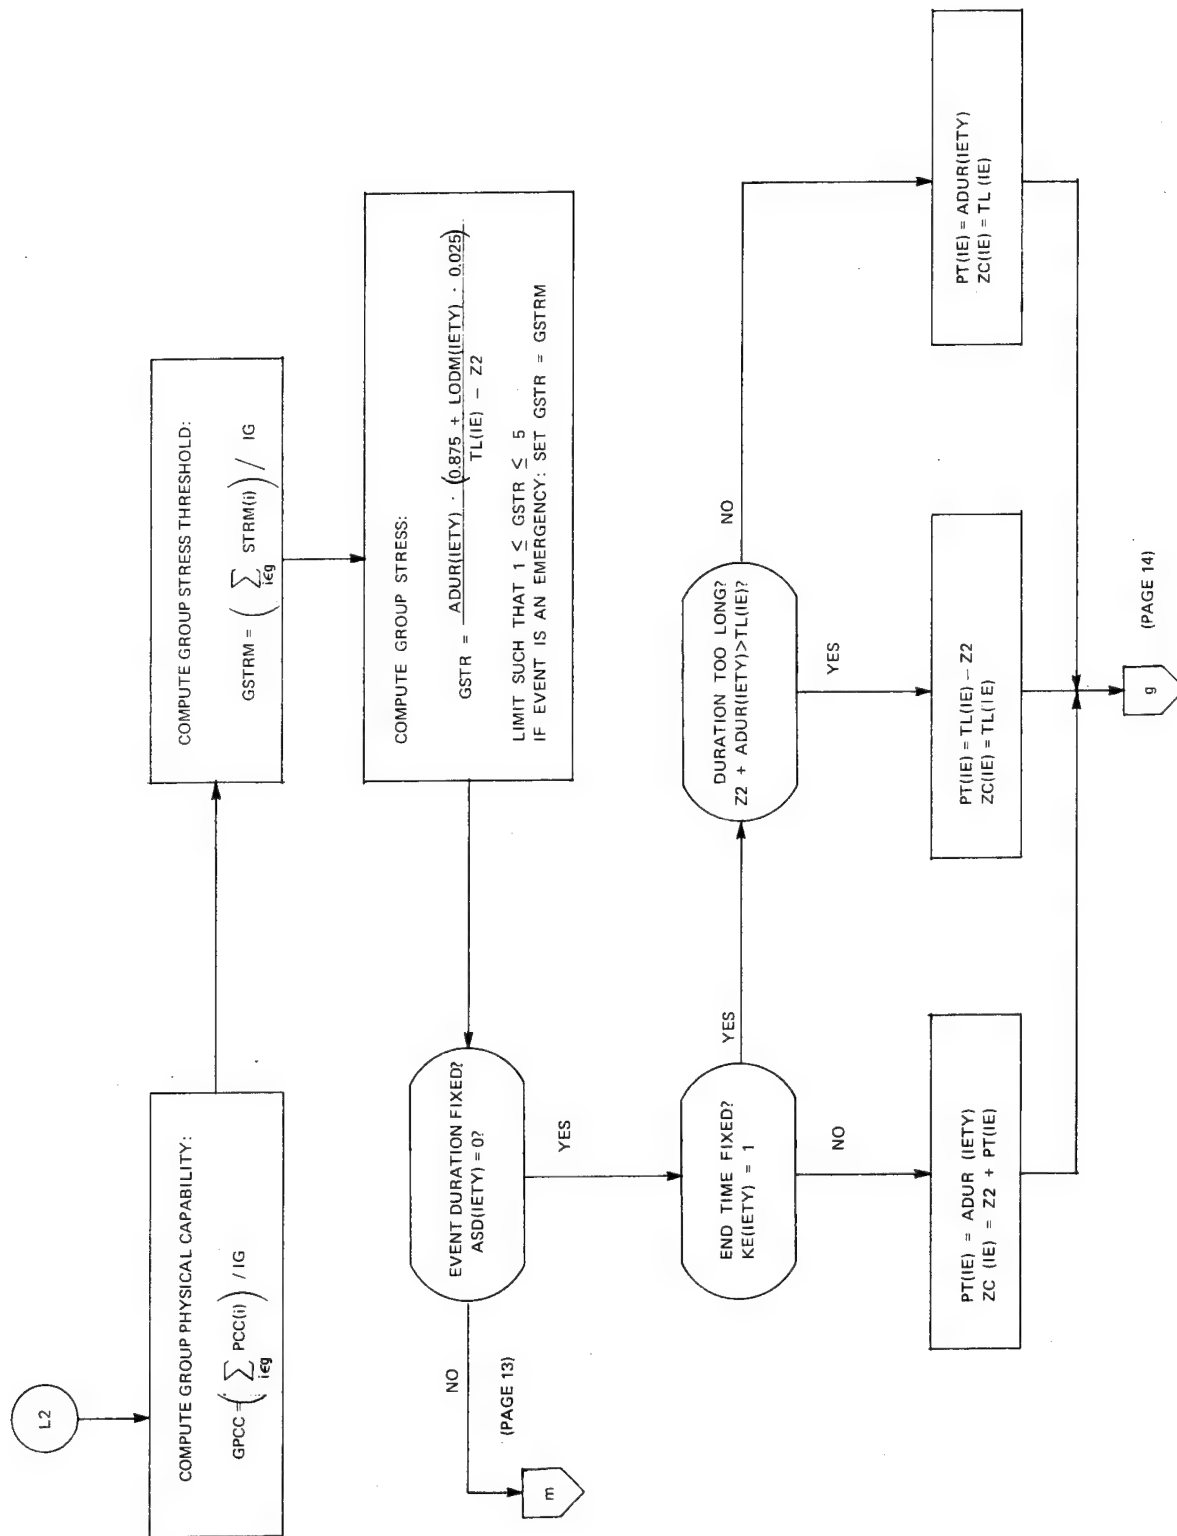 L2
COMPUTE GROUP PHYSICAL CAPABILITY:
GPCC = ( ∑ PCC(i) ) / IG
i∈g
COMPUTE GROUP STRESS THRESHOLD:
GSTRM = ( ∑ STRM(i) ) / IG
i∈g
COMPUTE GROUP STRESS:
GSTR = ADUR(IETY) · (0.875 + LODM(IETY) · 0.025)
TL(IE) − Z2
LIMIT SUCH THAT 1 ≤ GSTR ≤ 5
IF EVENT IS AN EMERGENCY: SET GSTR = GSTRM
EVENT DURATION FIXED?
ASD(IETY) = 0?
NO
(PAGE 13)
m
YES
END TIME FIXED?
KE(IETY) = 1
YES
NO
DURATION TOO LONG?
Z2 + ADUR(IETY)>TL(IE)?
NO
YES
PT(IE) = ADUR (IETY)
ZC (IE) = Z2 + PT(IE)
PT(IE) = TL(IE) − Z2
ZC(IE) = TL(IE)
PT(IE) = ADUR(IETY)
ZC(IE) = TL (IE)
g
(PAGE 14)